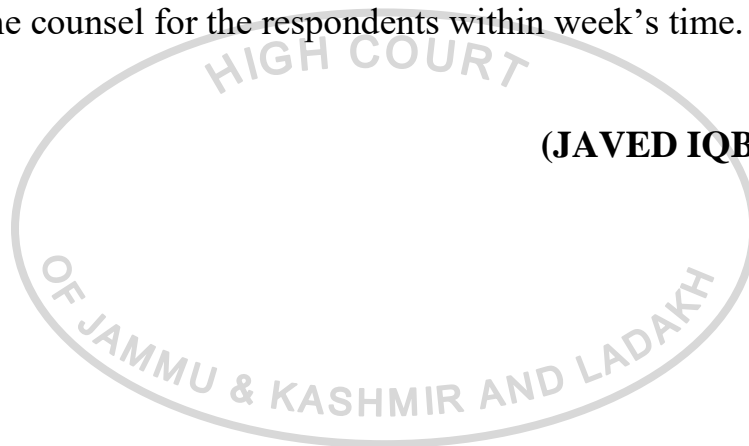 he counsel for the respondents within week's time.
HIGH COURT
(JAVED IQB
OF JAMMU & KASHMIR AND LADAKH